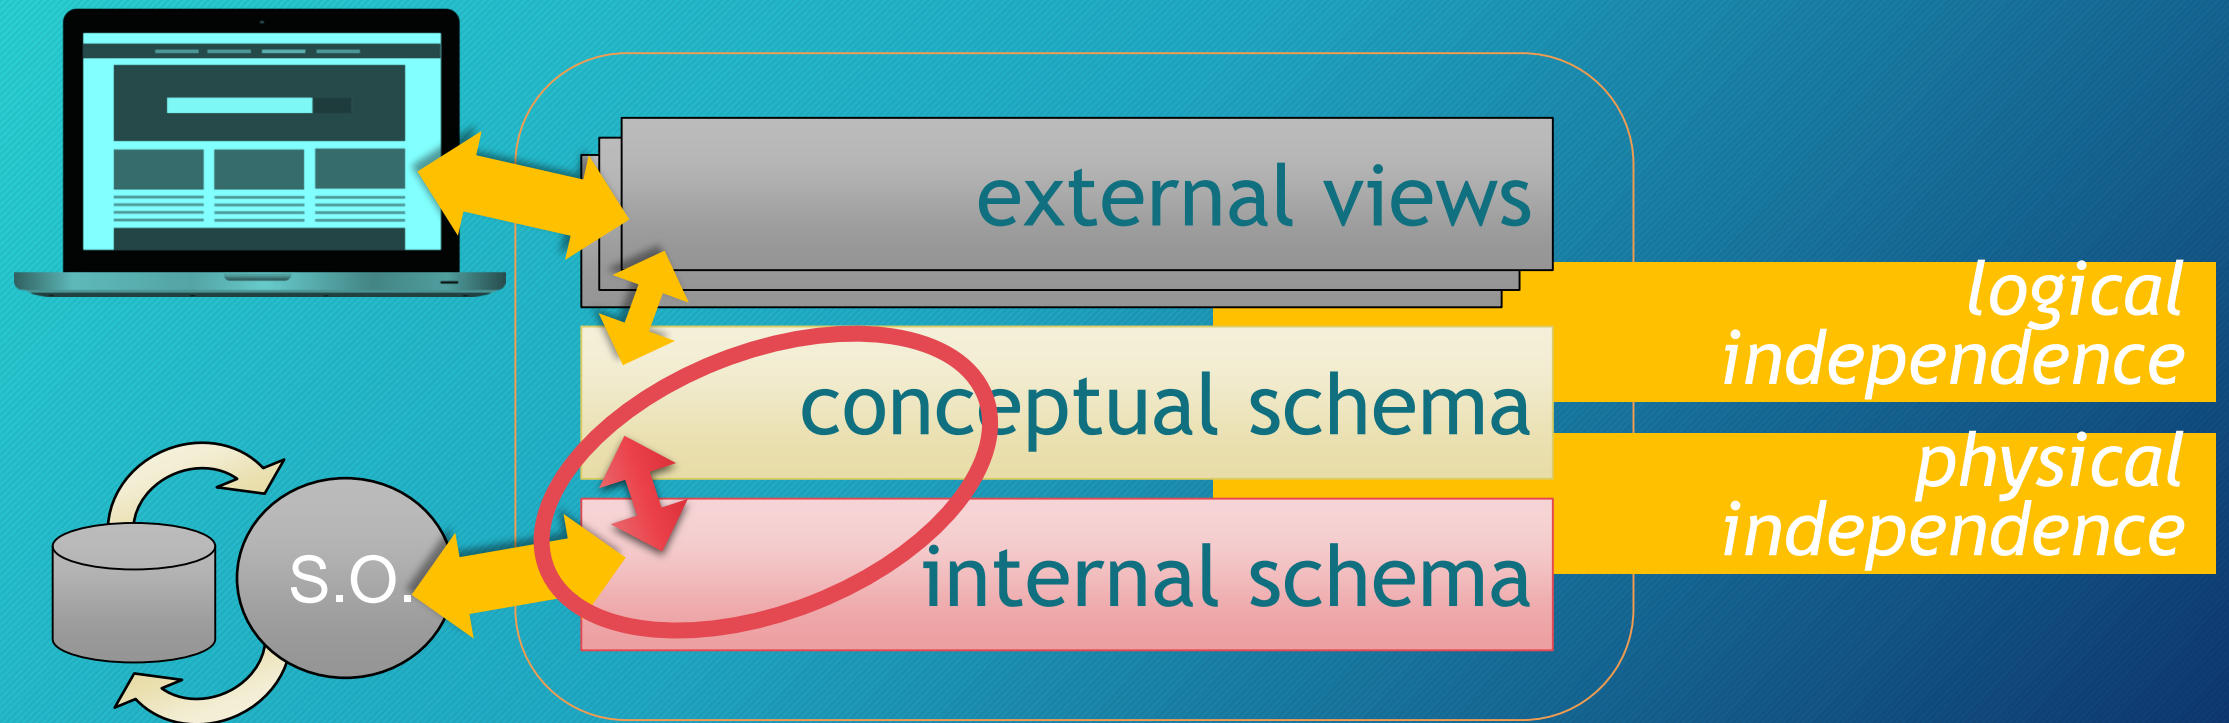 external views
logical
independence
conceptual schema
physical
independence
internal schema
S.O.